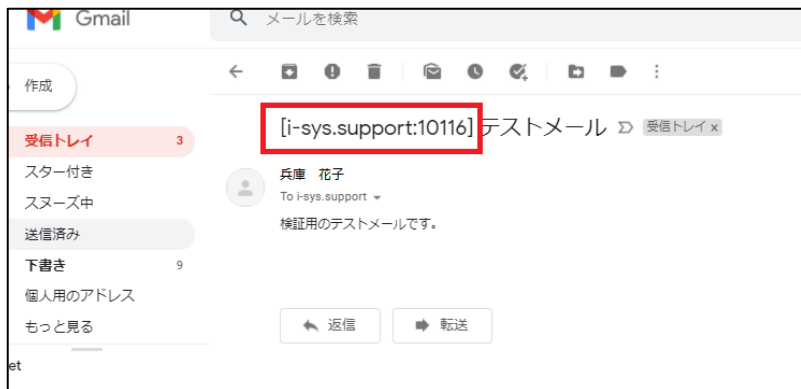 Gmail
メールを検索
作成
受信トレイ 3
スター付き
スヌーズ中
送信済み
下書き 9
個人用のアドレス
もっと見る
et
[i-sys.support:10116] テストメール 受信トレイ x
兵庫　花子
To i-sys.support
検証用のテストメールです。
返信
転送